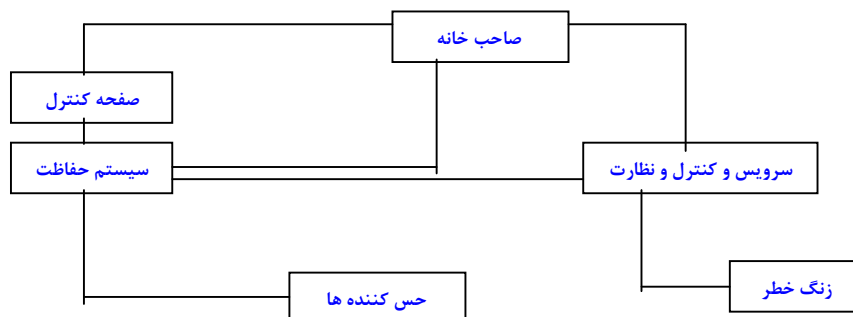 صاحب خانه
صفحه کنترل
سیستم حفاظت
سرویس و کنترل و نظارت
زنگ خطر
حس کننده ها